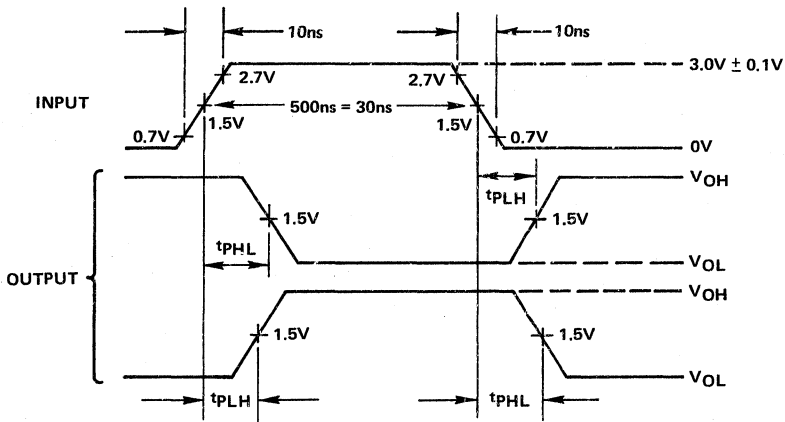 10ns 10ns
2.7V 2.7V 3.0V ± 0.1V
INPUT 500ns = 30ns
1.5V 1.5V
0.7V 0.7V
0V
tPLH VOH
1.5V 1.5V
tPHL
VOL
OUTPUT
VOH
1.5V 1.5V
VOL
tPLH tPHL